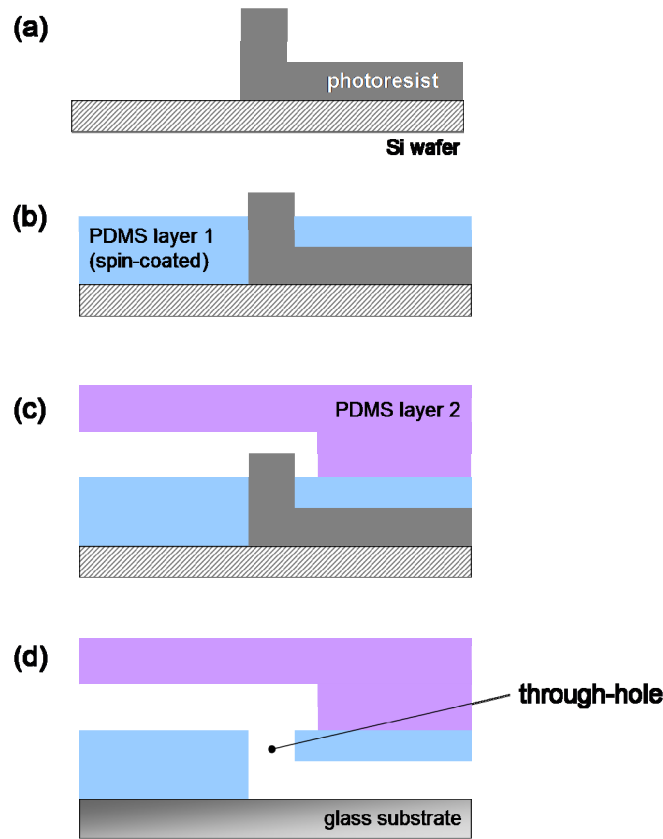 (a)
photoresist
Si wafer
(b)
PDMS layer 1
(spin-coated)
(c)
PDMS layer 2
(d)
through-hole
glass substrate